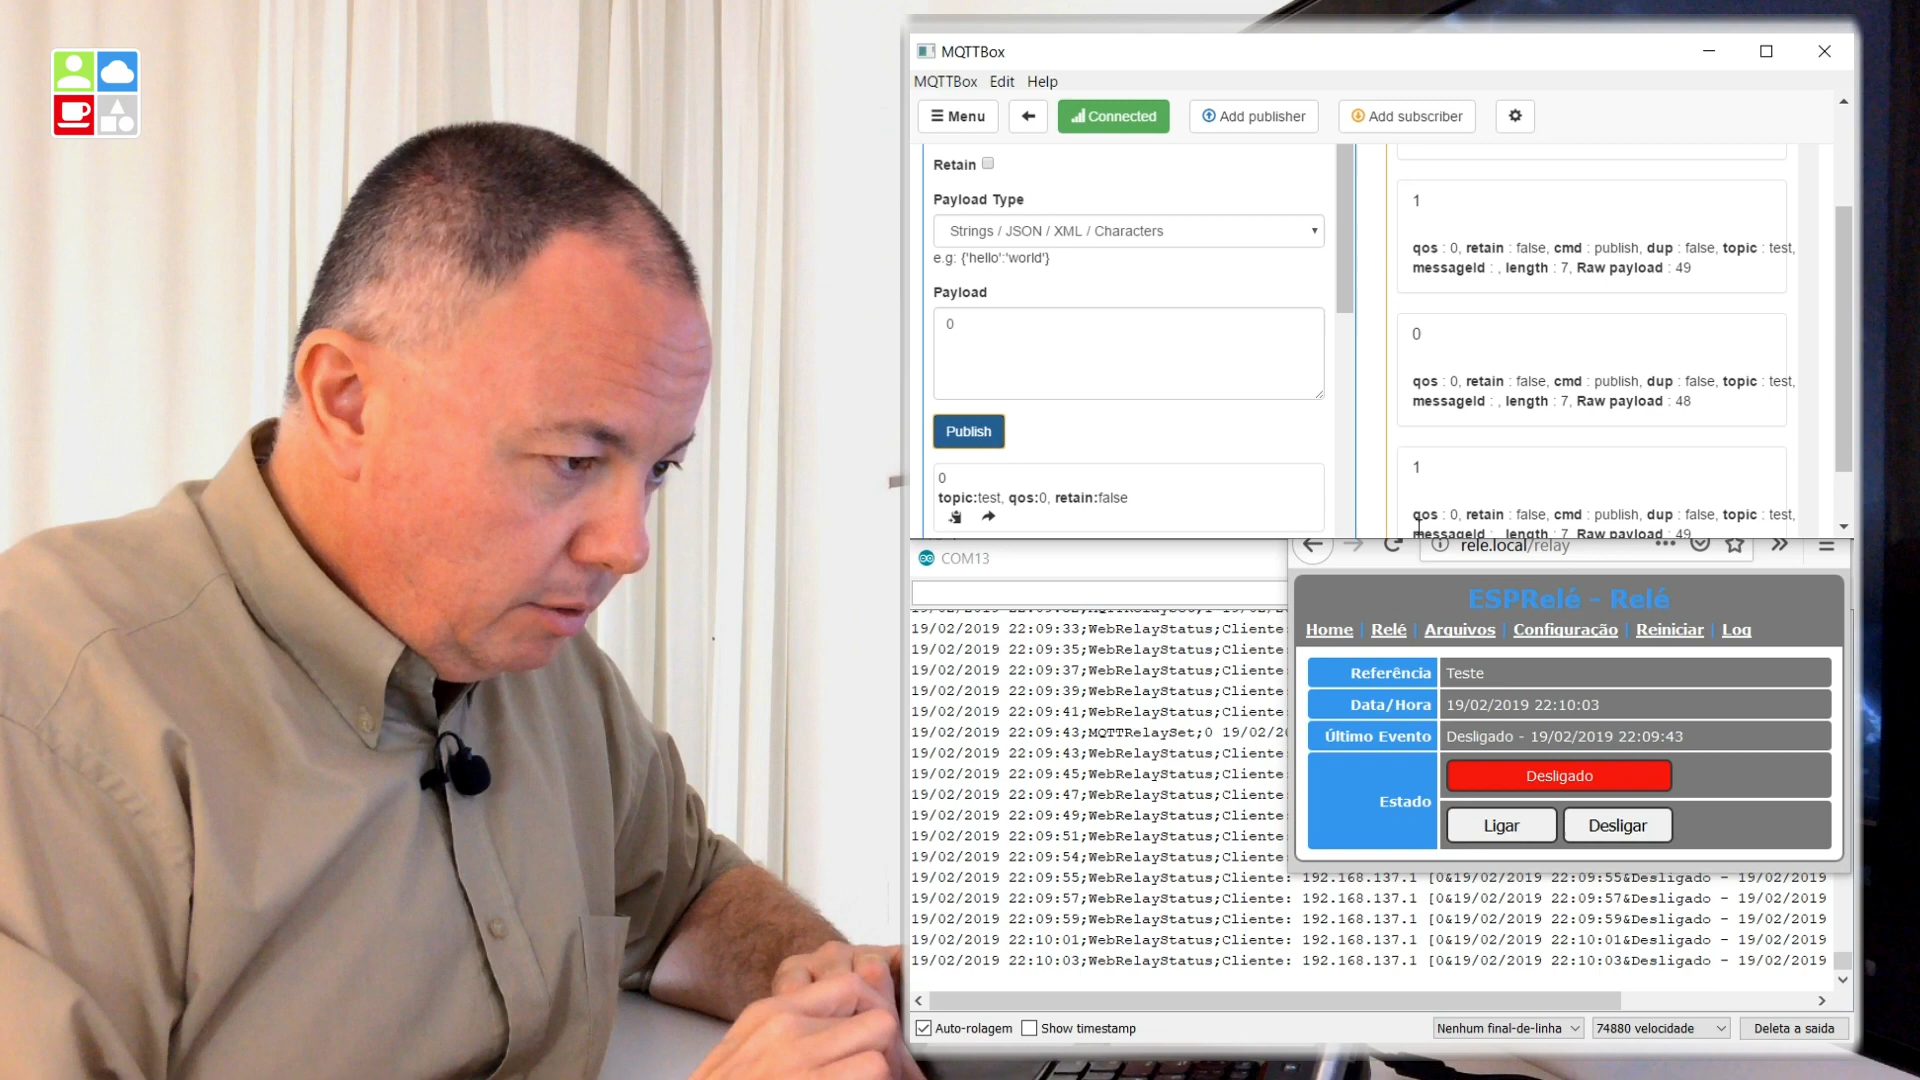 MQTTBox
MQTTBox Edit Help
Menu
Connected
Add publisher
Add subscriber
Retain
Payload Type
Strings / JSON / XML / Characters
e.g: {'hello':'world'}
Payload
0
Publish
0
topic:test, qos:0, retain:false
1
qos : 0, retain : false, cmd : publish, dup : false, topic : test,
messageId : , length : 7, Raw payload : 49
0
qos : 0, retain : false, cmd : publish, dup : false, topic : test,
messageId : , length : 7, Raw payload : 48
1
qos : 0, retain : false, cmd : publish, dup : false, topic : test,
messageId : , length : 7, Raw payload : 49
COM13
19/02/2019 22:09:33;WebRelayStatus;Cliente:
19/02/2019 22:09:35;WebRelayStatus;Cliente:
19/02/2019 22:09:37;WebRelayStatus;Cliente:
19/02/2019 22:09:39;WebRelayStatus;Cliente:
19/02/2019 22:09:41;WebRelayStatus;Cliente:
19/02/2019 22:09:43;MQTTRelaySet;0 19/02/20
19/02/2019 22:09:43;WebRelayStatus;Cliente:
19/02/2019 22:09:45;WebRelayStatus;Cliente:
19/02/2019 22:09:47;WebRelayStatus;Cliente:
19/02/2019 22:09:49;WebRelayStatus;Cliente:
19/02/2019 22:09:51;WebRelayStatus;Cliente:
19/02/2019 22:09:54;WebRelayStatus;Cliente:
19/02/2019 22:09:55;WebRelayStatus;Cliente: 192.168.137.1 [0&19/02/2019 22:09:55&Desligado - 19/02/2019
19/02/2019 22:09:57;WebRelayStatus;Cliente: 192.168.137.1 [0&19/02/2019 22:09:57&Desligado - 19/02/2019
19/02/2019 22:09:59;WebRelayStatus;Cliente: 192.168.137.1 [0&19/02/2019 22:09:59&Desligado - 19/02/2019
19/02/2019 22:10:01;WebRelayStatus;Cliente: 192.168.137.1 [0&19/02/2019 22:10:01&Desligado - 19/02/2019
19/02/2019 22:10:03;WebRelayStatus;Cliente: 192.168.137.1 [0&19/02/2019 22:10:03&Desligado - 19/02/2019
rele.local/relay
ESPRelé - Relé
Home | Relé | Arquivos | Configuração | Reiniciar | Log
Referência Teste
Data/Hora 19/02/2019 22:10:03
Último Evento Desligado - 19/02/2019 22:09:43
Estado
Desligado
Ligar Desligar
Auto-rolagem Show timestamp
Nenhum final-de-linha 74880 velocidade Deleta a saida